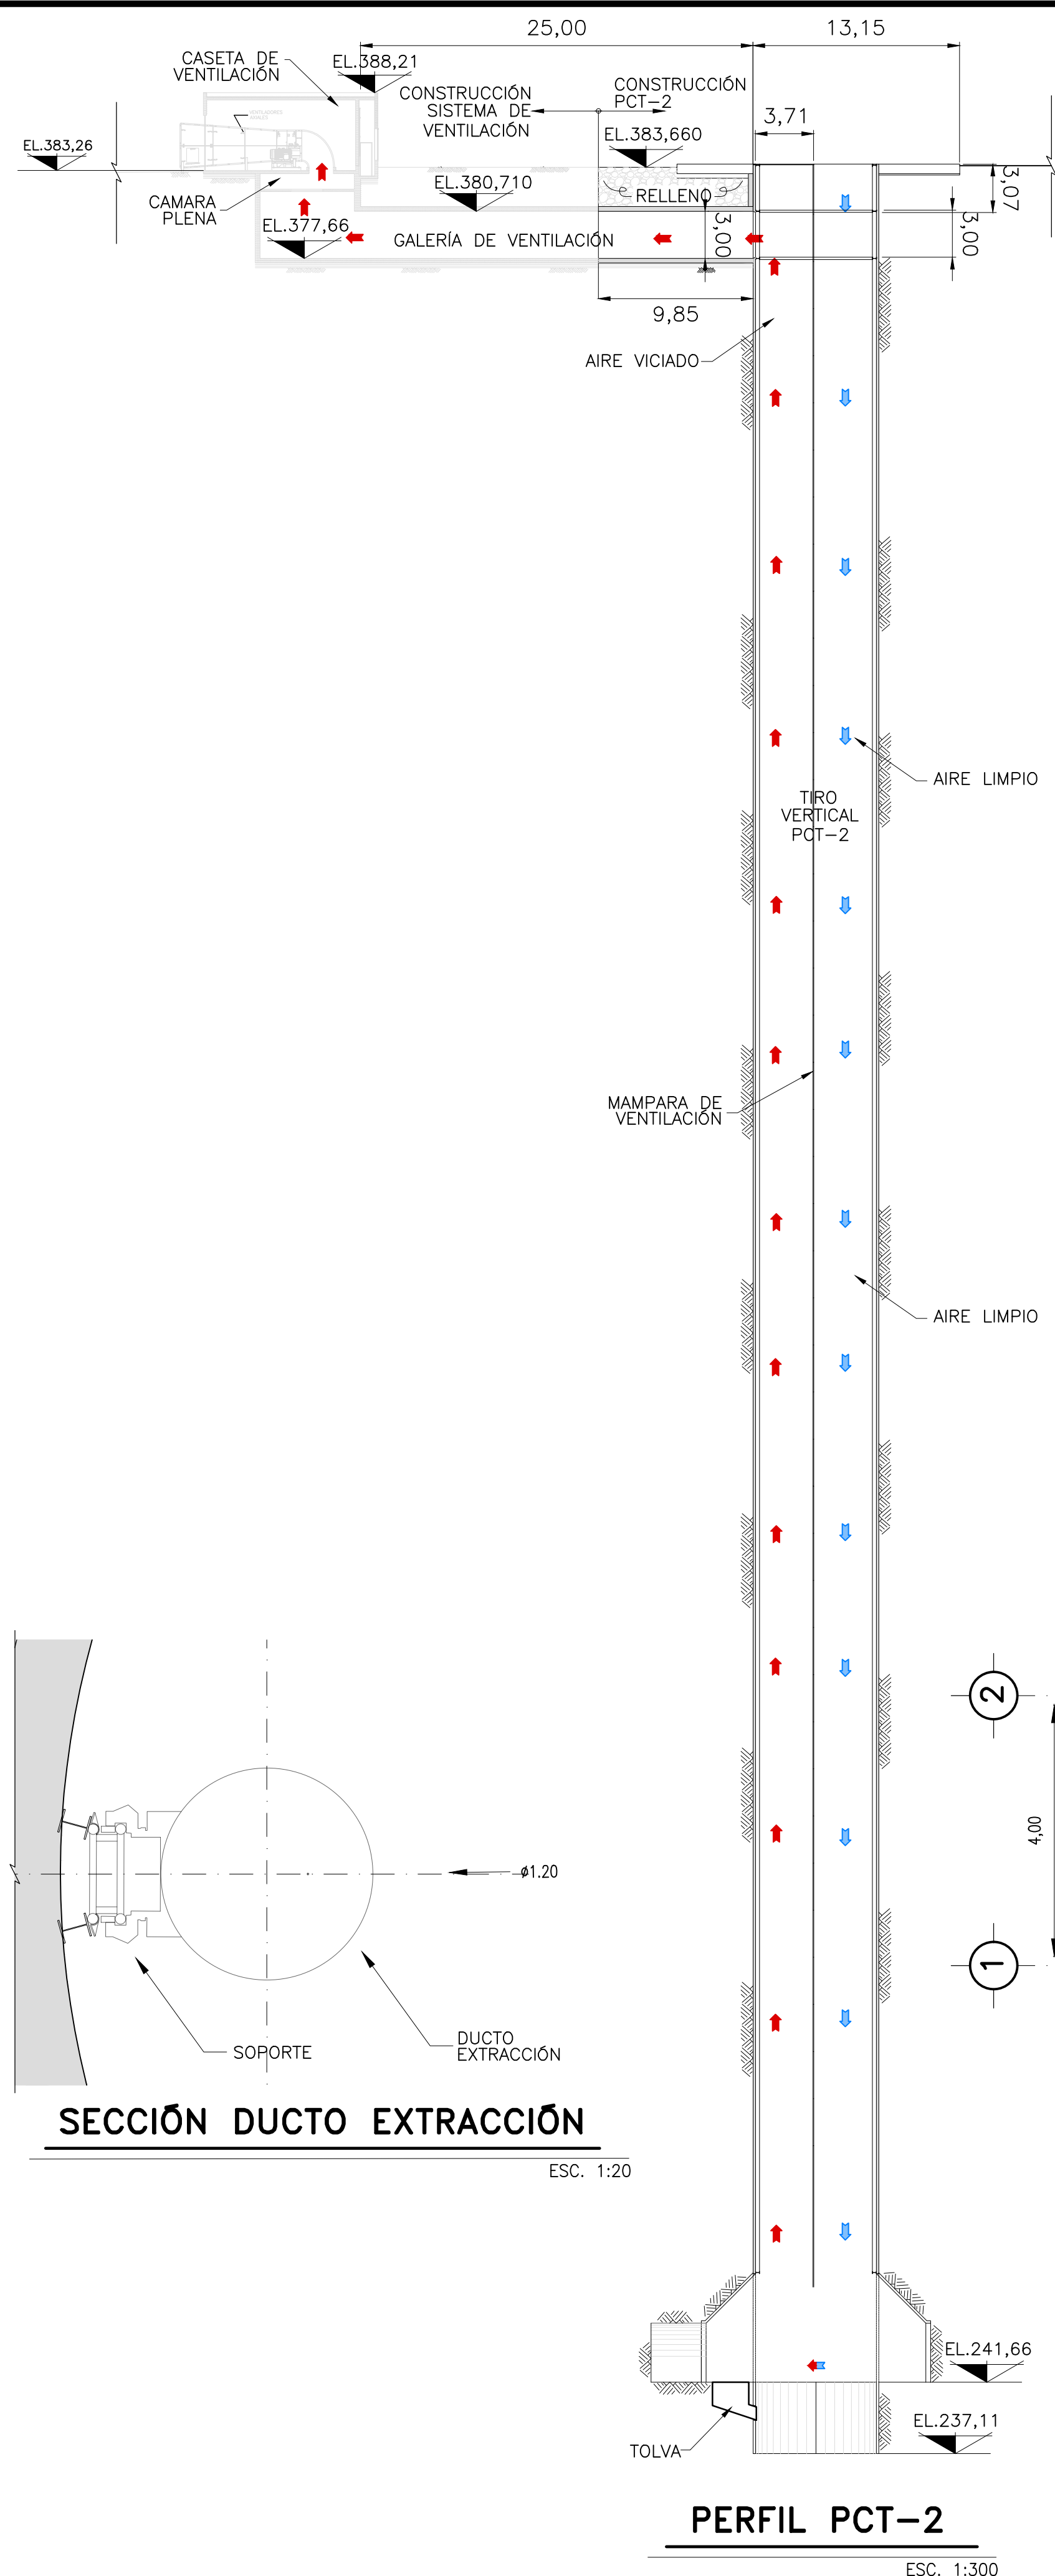 25,00
13,15
CASETA DE
VENTILACIÓN
EL.388,21
CONSTRUCCIÓN
SISTEMA DE
VENTILACIÓN
CONSTRUCCIÓN
PCT-2
3,71
EL.383,26
EL.383,660
VENTILADORES
AXIALES
CAMARA
PLENA
EL.380,710
RELLENO
3,07
EL.377,66
GALERÍA DE VENTILACIÓN
3,00
3,00
9,85
AIRE VICIADO
AIRE LIMPIO
TIRO
VERTICAL
PCT-2
MAMPARA DE
VENTILACIÓN
AIRE LIMPIO
2
4,00
1
ø1.20
SOPORTE
DUCTO
EXTRACCIÓN
SECCIÓN DUCTO EXTRACCIÓN
ESC. 1:20
EL.241,66
EL.237,11
TOLVA
PERFIL PCT-2
ESC. 1:300